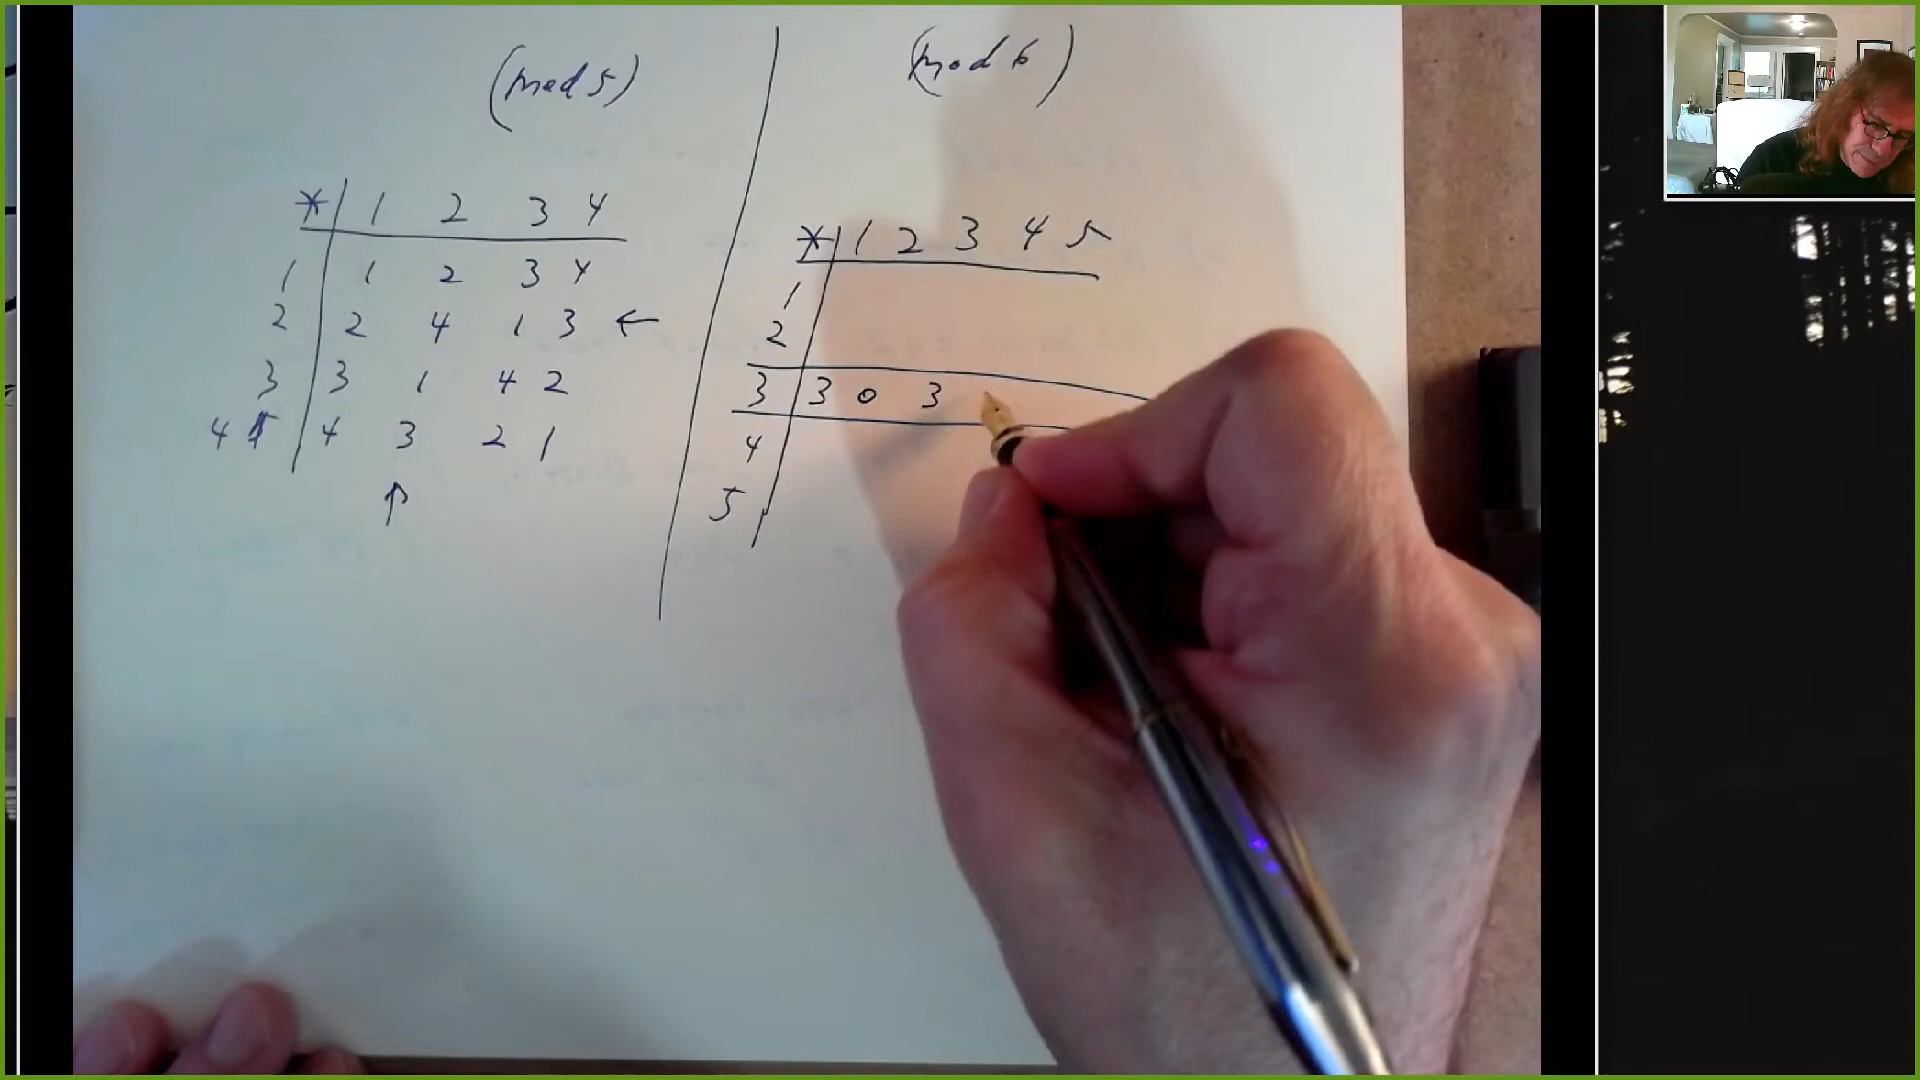 (mod 5)
* 1 2 3 4
1 1 2 3 4
2 2 4 1 3 ←
3 3 1 4 2
4 4 3 2 1
↑
(mod 6)
* 1 2 3 4 5
1
2
3 3 0 3
4
5